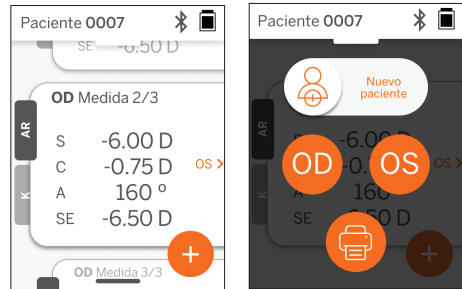 Paciente 0007
SE -6.50 D
OD Medida 2/3
AR
S -6.00 D
C -0.75 D OS >
A 160 º
K
SE -6.50 D
OD Medida 3/3
+
Paciente 0007
Nuevo
paciente
AR
S -6.00 D
OD OS
C -0. OS >
A 160
K
SE 50 D
+